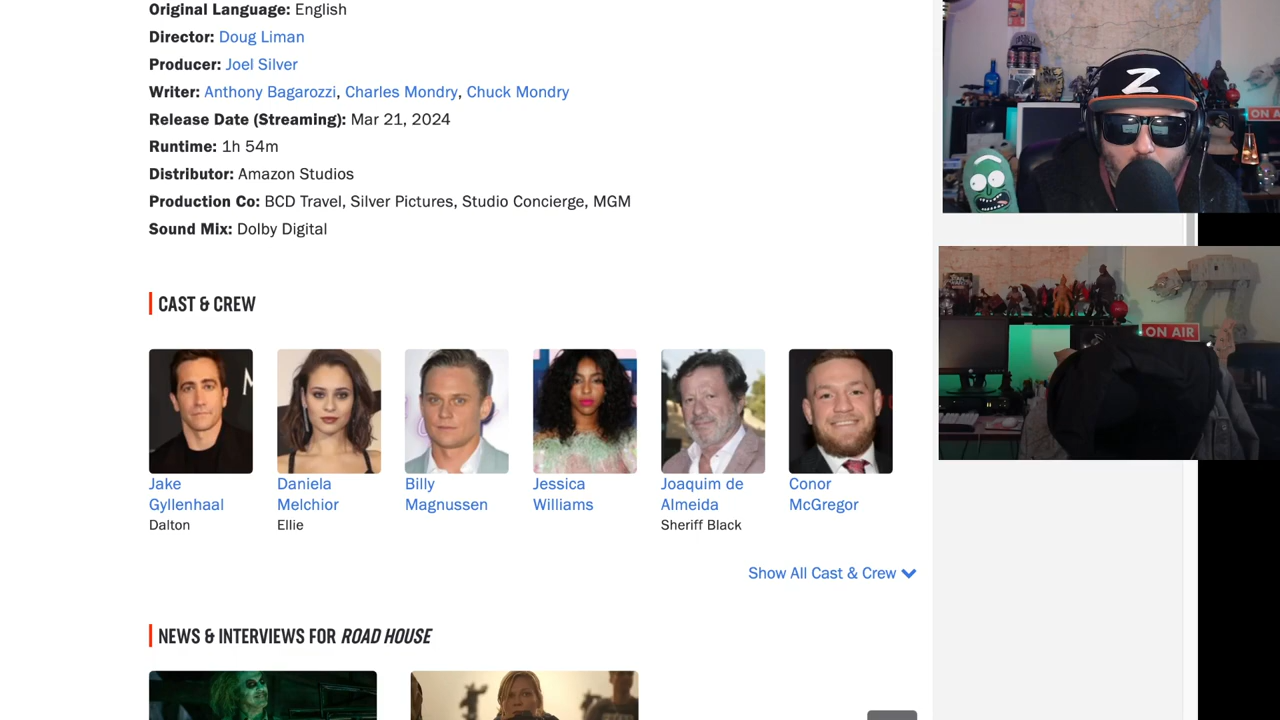 Original Language: English
Director: Doug Liman
Producer: Joel Silver
Writer: Anthony Bagarozzi, Charles Mondry, Chuck Mondry
Release Date (Streaming): Mar 21, 2024
Runtime: 1h 54m
Distributor: Amazon Studios
Production Co: BCD Travel, Silver Pictures, Studio Concierge, MGM
Sound Mix: Dolby Digital
CAST & CREW
Jake
Gyllenhaal
Dalton
Daniela
Melchior
Ellie
Billy
Magnussen
Jessica
Williams
Joaquim de
Almeida
Sheriff Black
Conor
McGregor
Show All Cast & Crew
NEWS & INTERVIEWS FOR ROAD HOUSE
Z
ON A
ON AIR